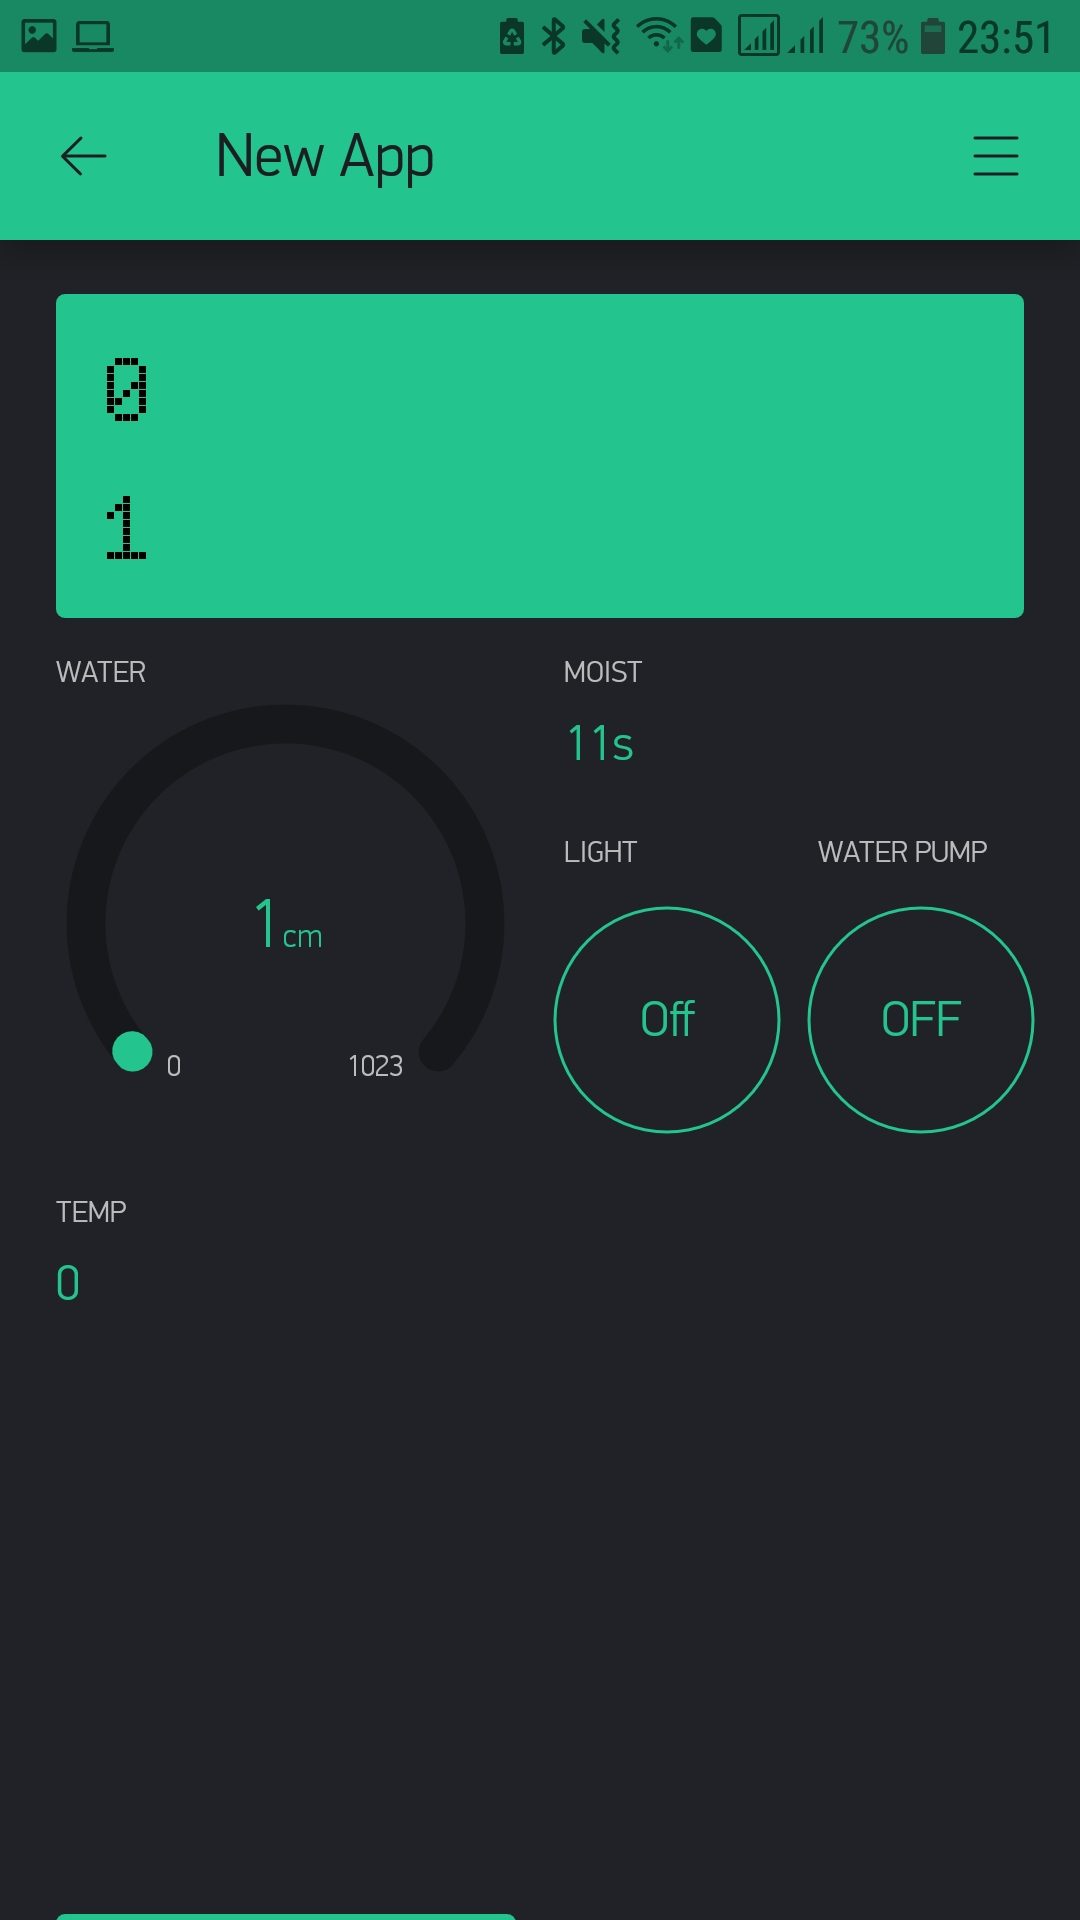 73% 23:51
New App
0
1
WATER
MOIST
11s
LIGHT
WATER PUMP
1cm
Off
OFF
0
1023
TEMP
0